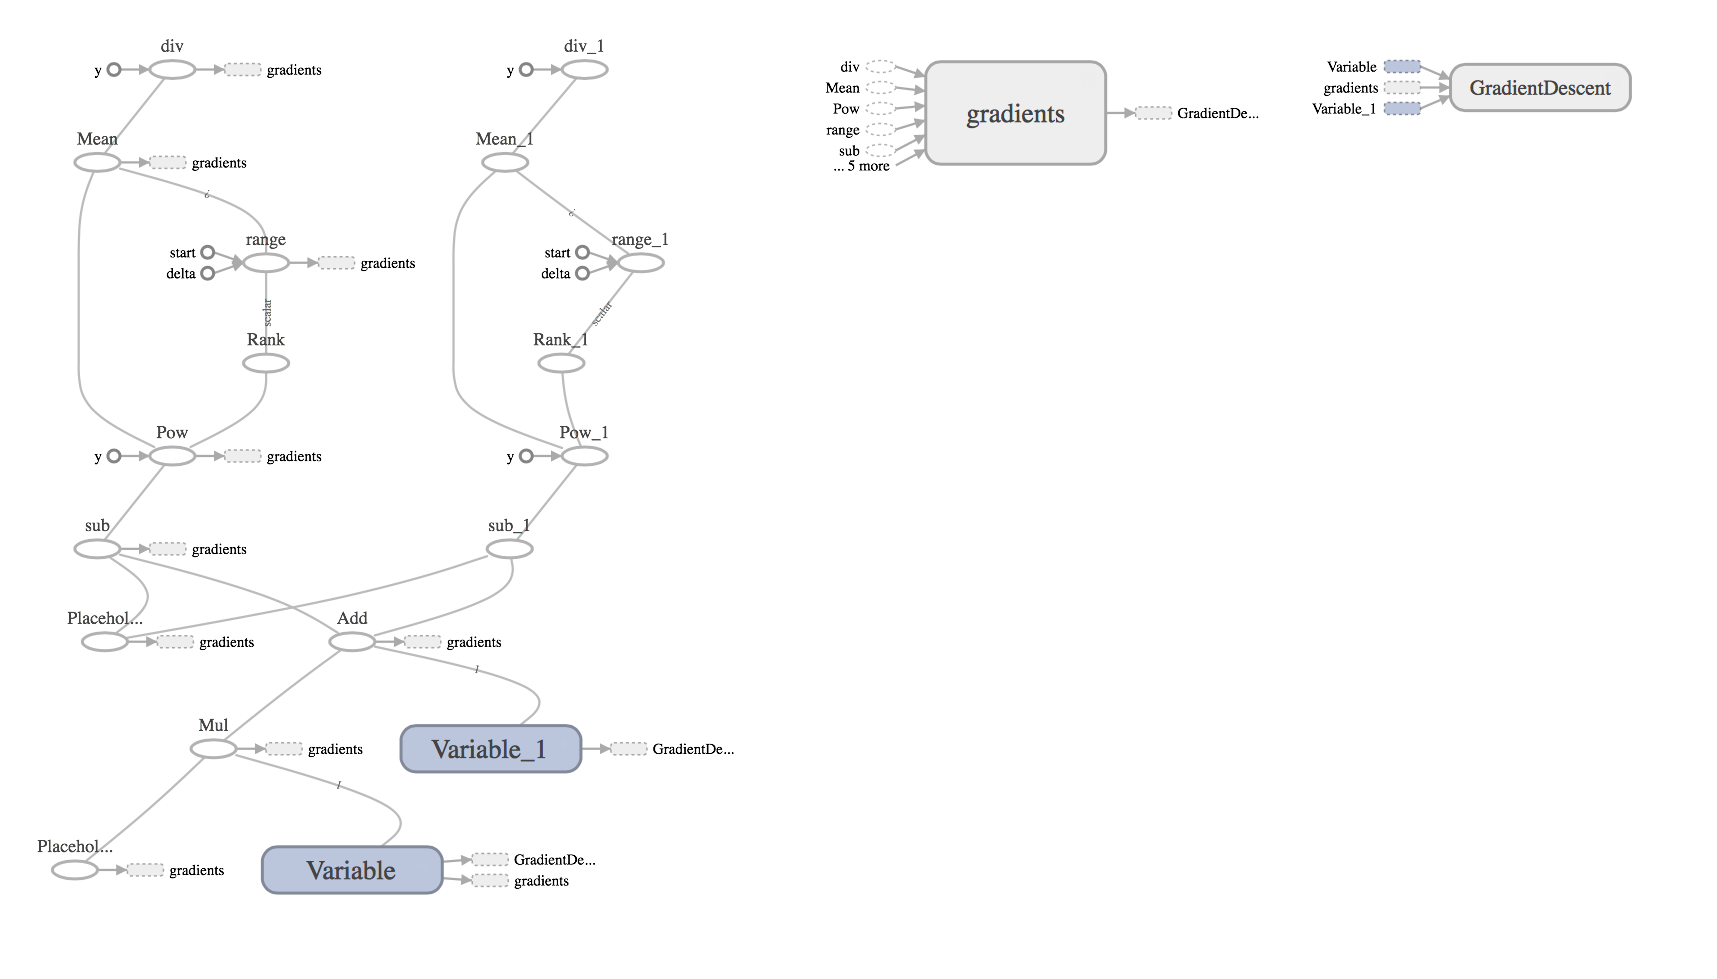 div
y
gradients
div_1
y
Mean
gradients
Mean_1
¿
¿
range
start
delta
gradients
range_1
start
delta
scalar
scalar
Rank
Rank_1
Pow
y
gradients
Pow_1
y
sub
gradients
sub_1
Placehol...
gradients
Add
gradients
Mul
gradients
Variable_1
GradientDe...
Placehol...
gradients
Variable
GradientDe...
gradients
div
Mean
Pow
range
sub
... 5 more
gradients
GradientDe...
Variable
gradients
Variable_1
GradientDescent